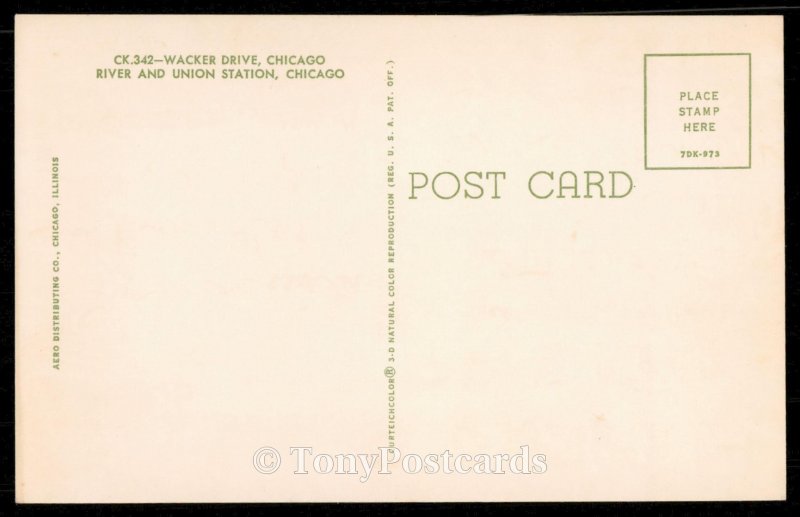 CK.342—WACKER DRIVE, CHICAGO
RIVER AND UNION STATION, CHICAGO
AERO DISTRIBUTING CO., CHICAGO, ILLINOIS
CURTEICHCOLOR® 3-D NATURAL COLOR REPRODUCTION (REG. U. S. A. PAT. OFF.)
POST CARD
PLACE
STAMP
HERE
7DK-973
© TonyPostcards